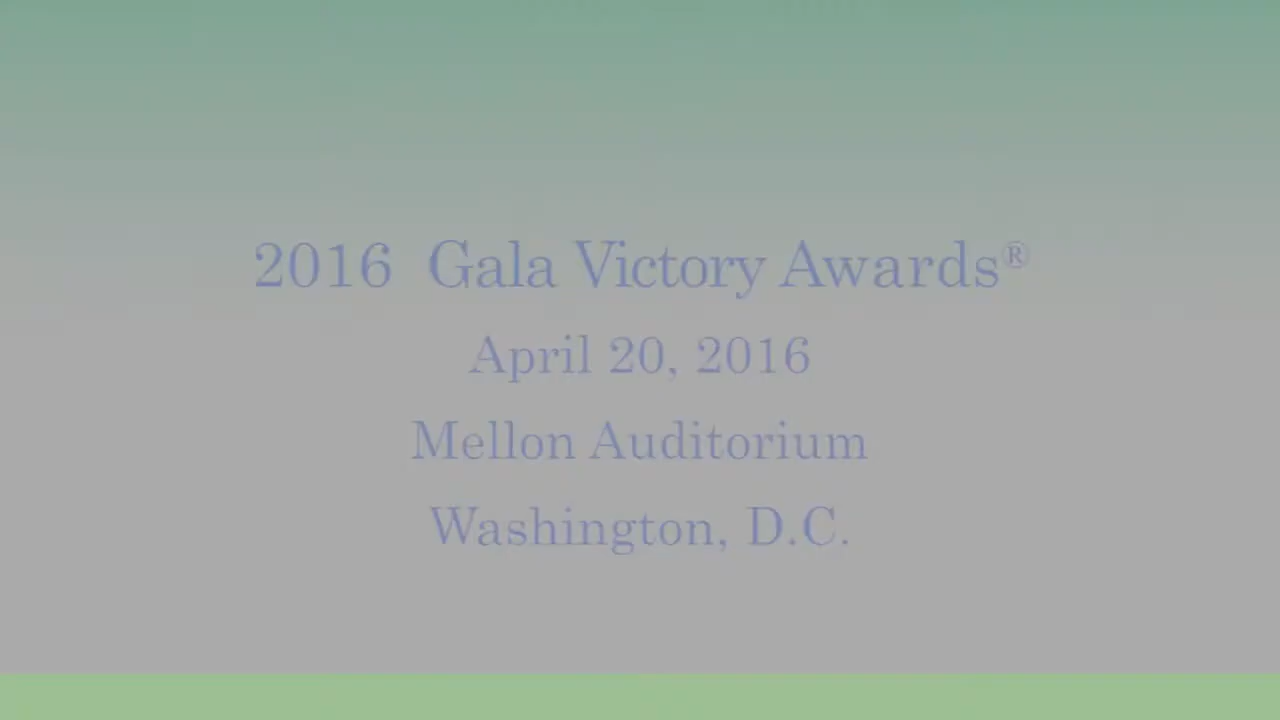 2016 Gala Victory Awards®
April 20, 2016
Mellon Auditorium
Washington, D.C.